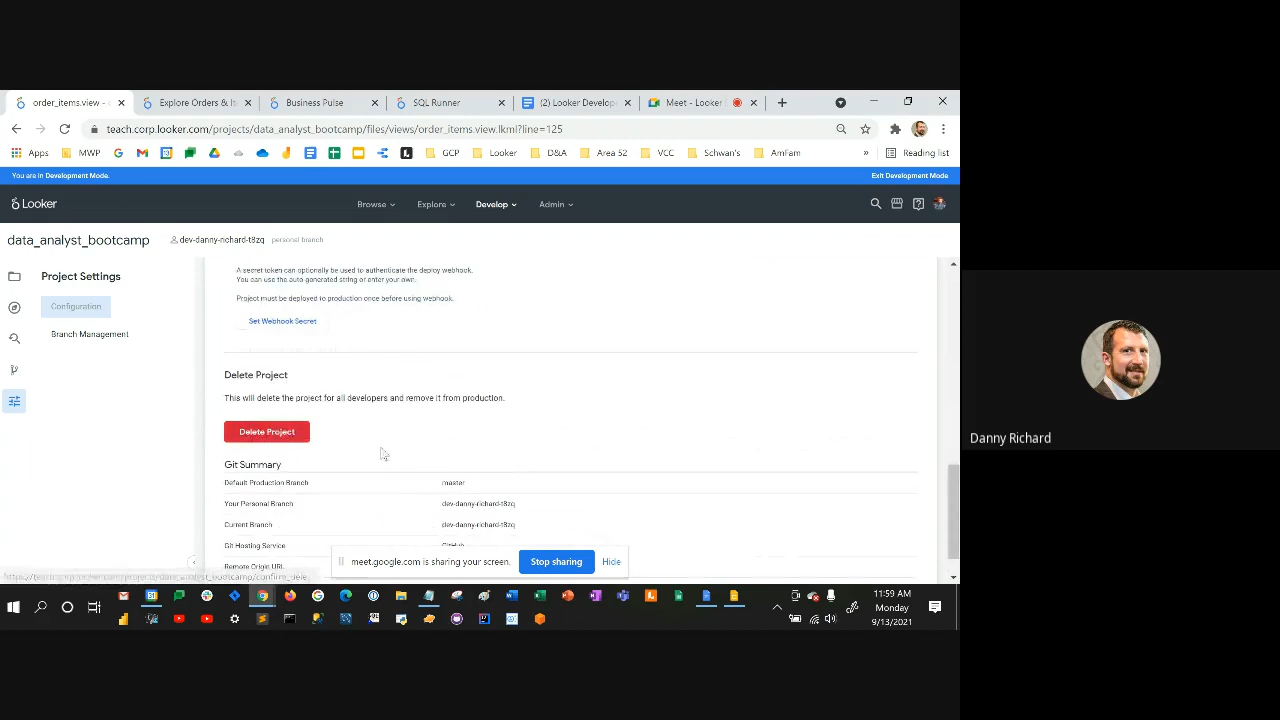 order_items.view -
Explore Orders & It
Business Pulse
SQL Runner
(2) Looker Develop
Meet - Looker
teach.corp.looker.com/project/data_analyst_bootcamp/files/views/order_items.view.lkml?line=125
Apps
MWP
GCP
Looker
D&A
Area 52
VCC
Schwan's
AmFam
»
Reading list
You are in Development Mode.
Exit Development Mode
Looker
Browse
Explore
Develop
Admin
data_analyst_bootcamp
dev-danny-richard-t8zq
personal branch
Project Settings
Configuration
Branch Management
A secret token can optionally be used to authenticate the deploy webhook.
You can use the auto generated string or enter your own.
Project must be deployed to production once before using webhook.
Set Webhook Secret
Delete Project
This will delete the project for all developers and remove it from production.
Delete Project
Git Summary
Default Production Branch master
Your Personal Branch dev-danny-richard-t8zq
Current Branch dev-danny-richard-t8zq
Git Hosting Service GitHub
Remote Origin URL
meet.google.com is sharing your screen.
Stop sharing
Hide
11:59 AM
Monday
9/13/2021
Danny Richard